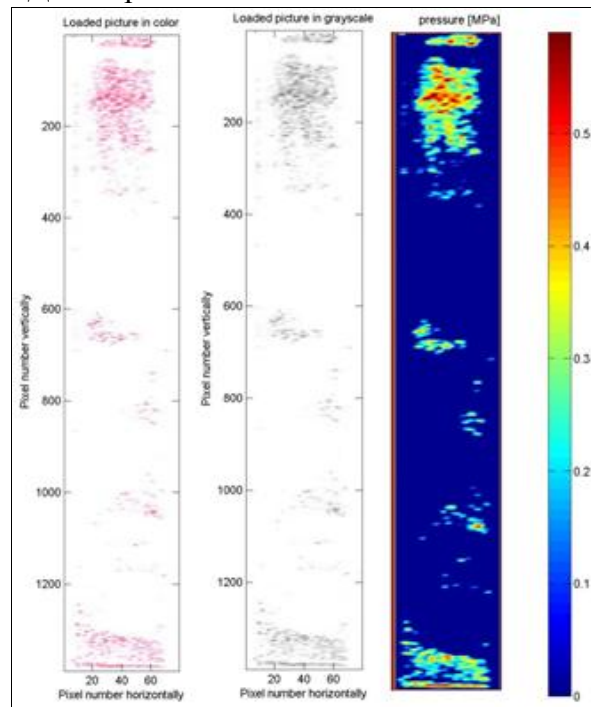 Loaded picture in color
Loaded picture in grayscale
pressure [MPa]
Pixel number vertically
200
400
600
800
1000
1200
20 40 60
Pixel number horizontally
Pixel number vertically
200
400
600
800
1000
1200
20 40 60
Pixel number horizontally
0.5
0.4
0.3
0.2
0.1
0